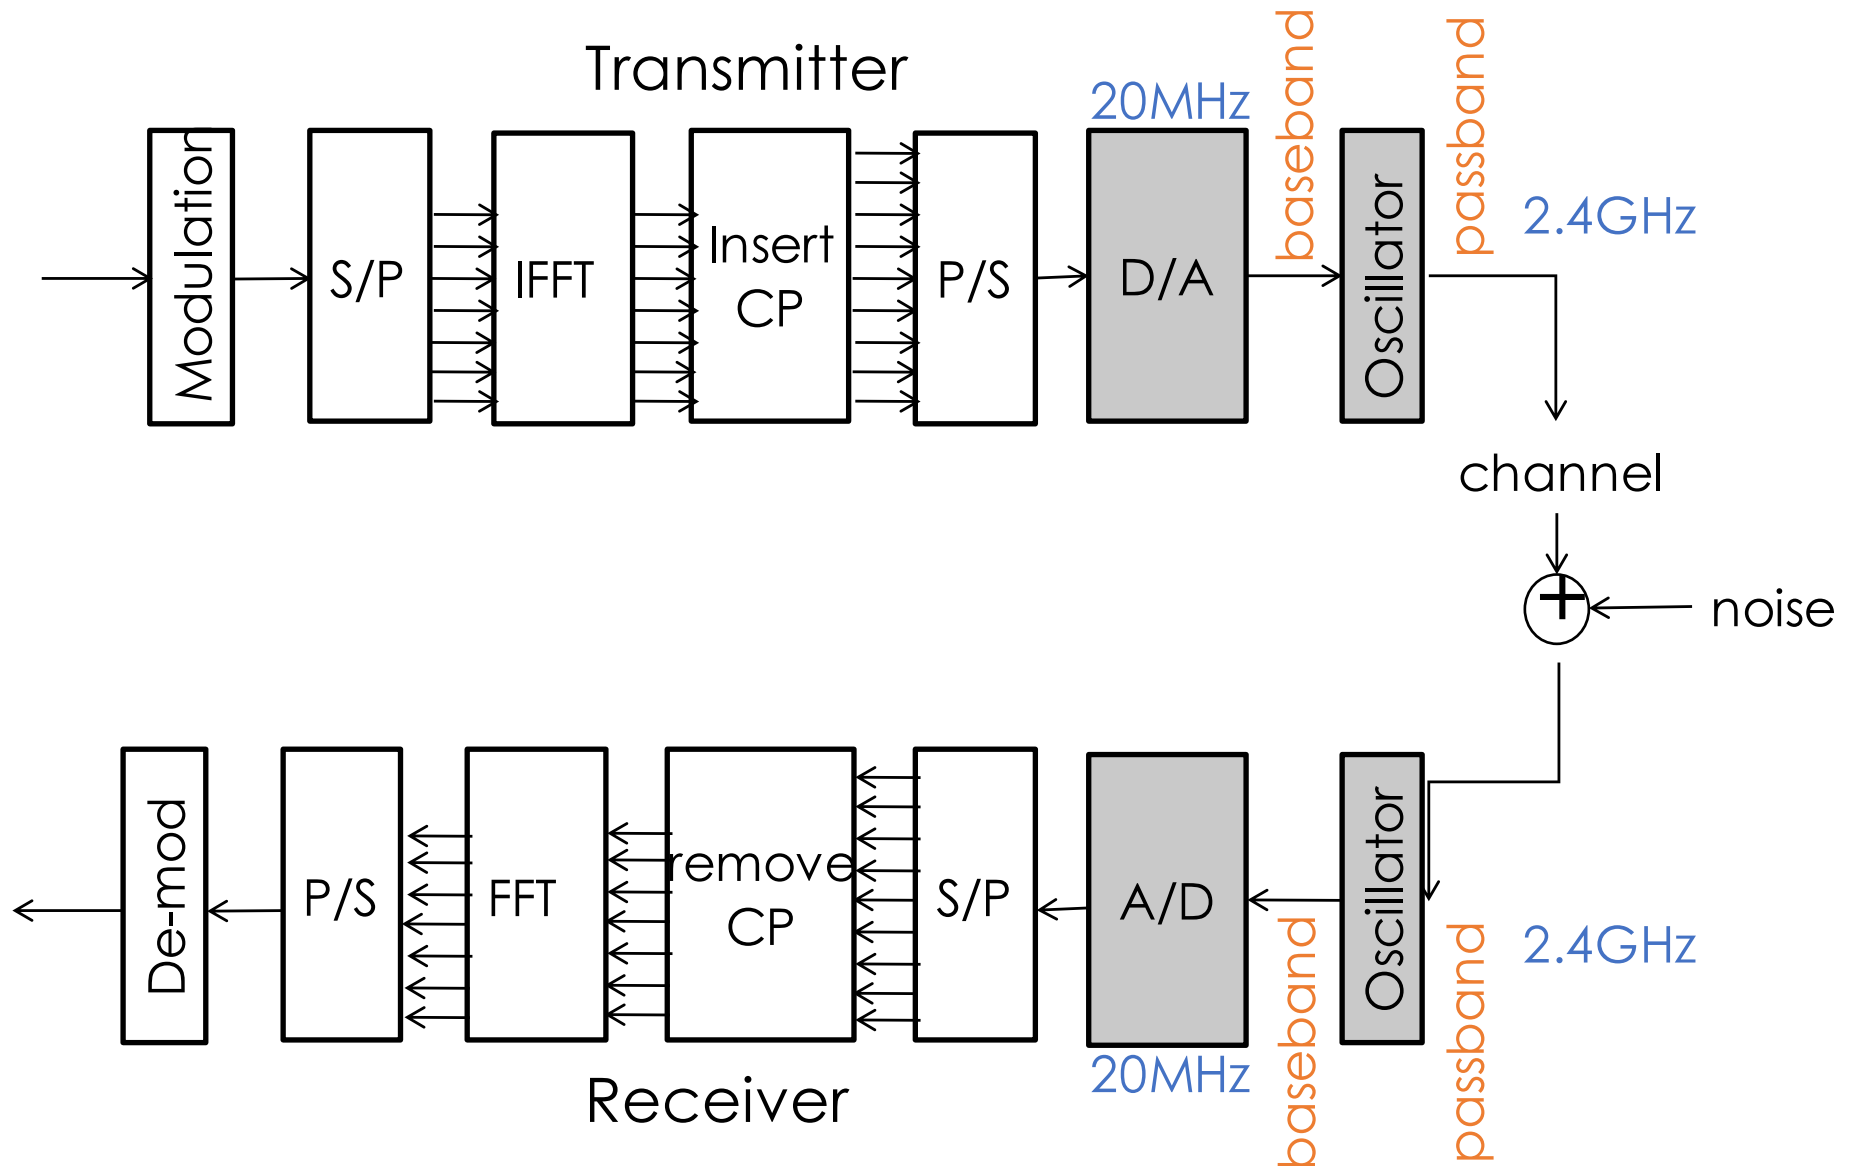 Transmitter
20MHz
baseband
passband
Modulation
S/P
IFFT
Insert
CP
P/S
D/A
Oscillator
2.4GHz
channel
+
noise
De-mod
P/S
FFT
remove
CP
S/P
A/D
Oscillator
2.4GHz
20MHz
baseband
passband
Receiver